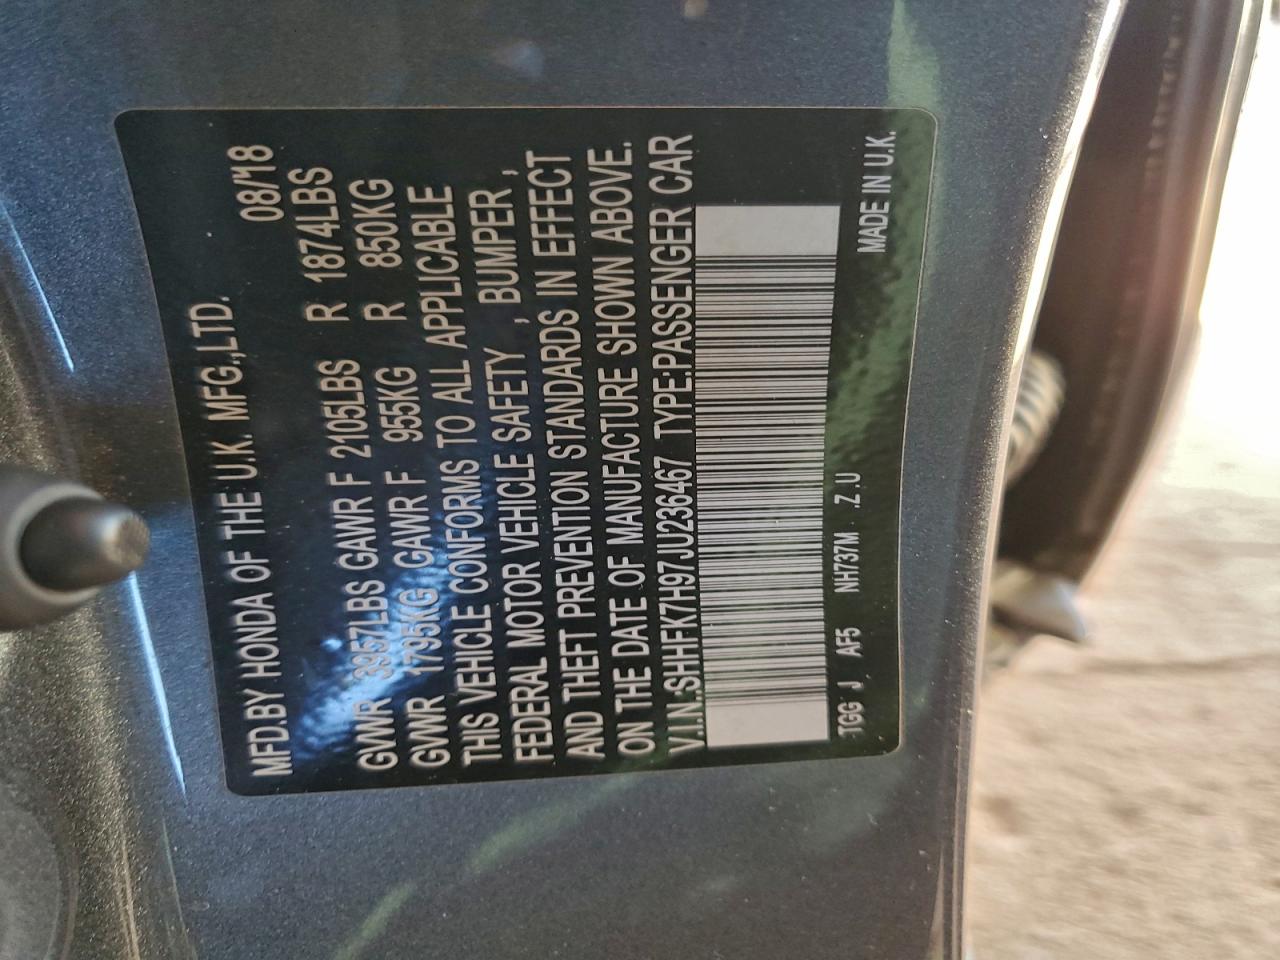 MFD.BY HONDA OF THE U.K. MFG.,LTD. 08/18
GVWR 3957LBS GAWR F 2105LBS R 1874LBS
GVWR 1795KG GAWR F 955KG R 850KG
THIS VEHICLE CONFORMS TO ALL APPLICABLE
FEDERAL MOTOR VEHICLE SAFETY , BUMPER ,
AND THEFT PREVENTION STANDARDS IN EFFECT
ON THE DATE OF MANUFACTURE SHOWN ABOVE.
V.I.N.:SHHFK7H97JU236467 TYPE:PASSENGER CAR
TGG J AF5 NH737M .Z.U MADE IN U.K.